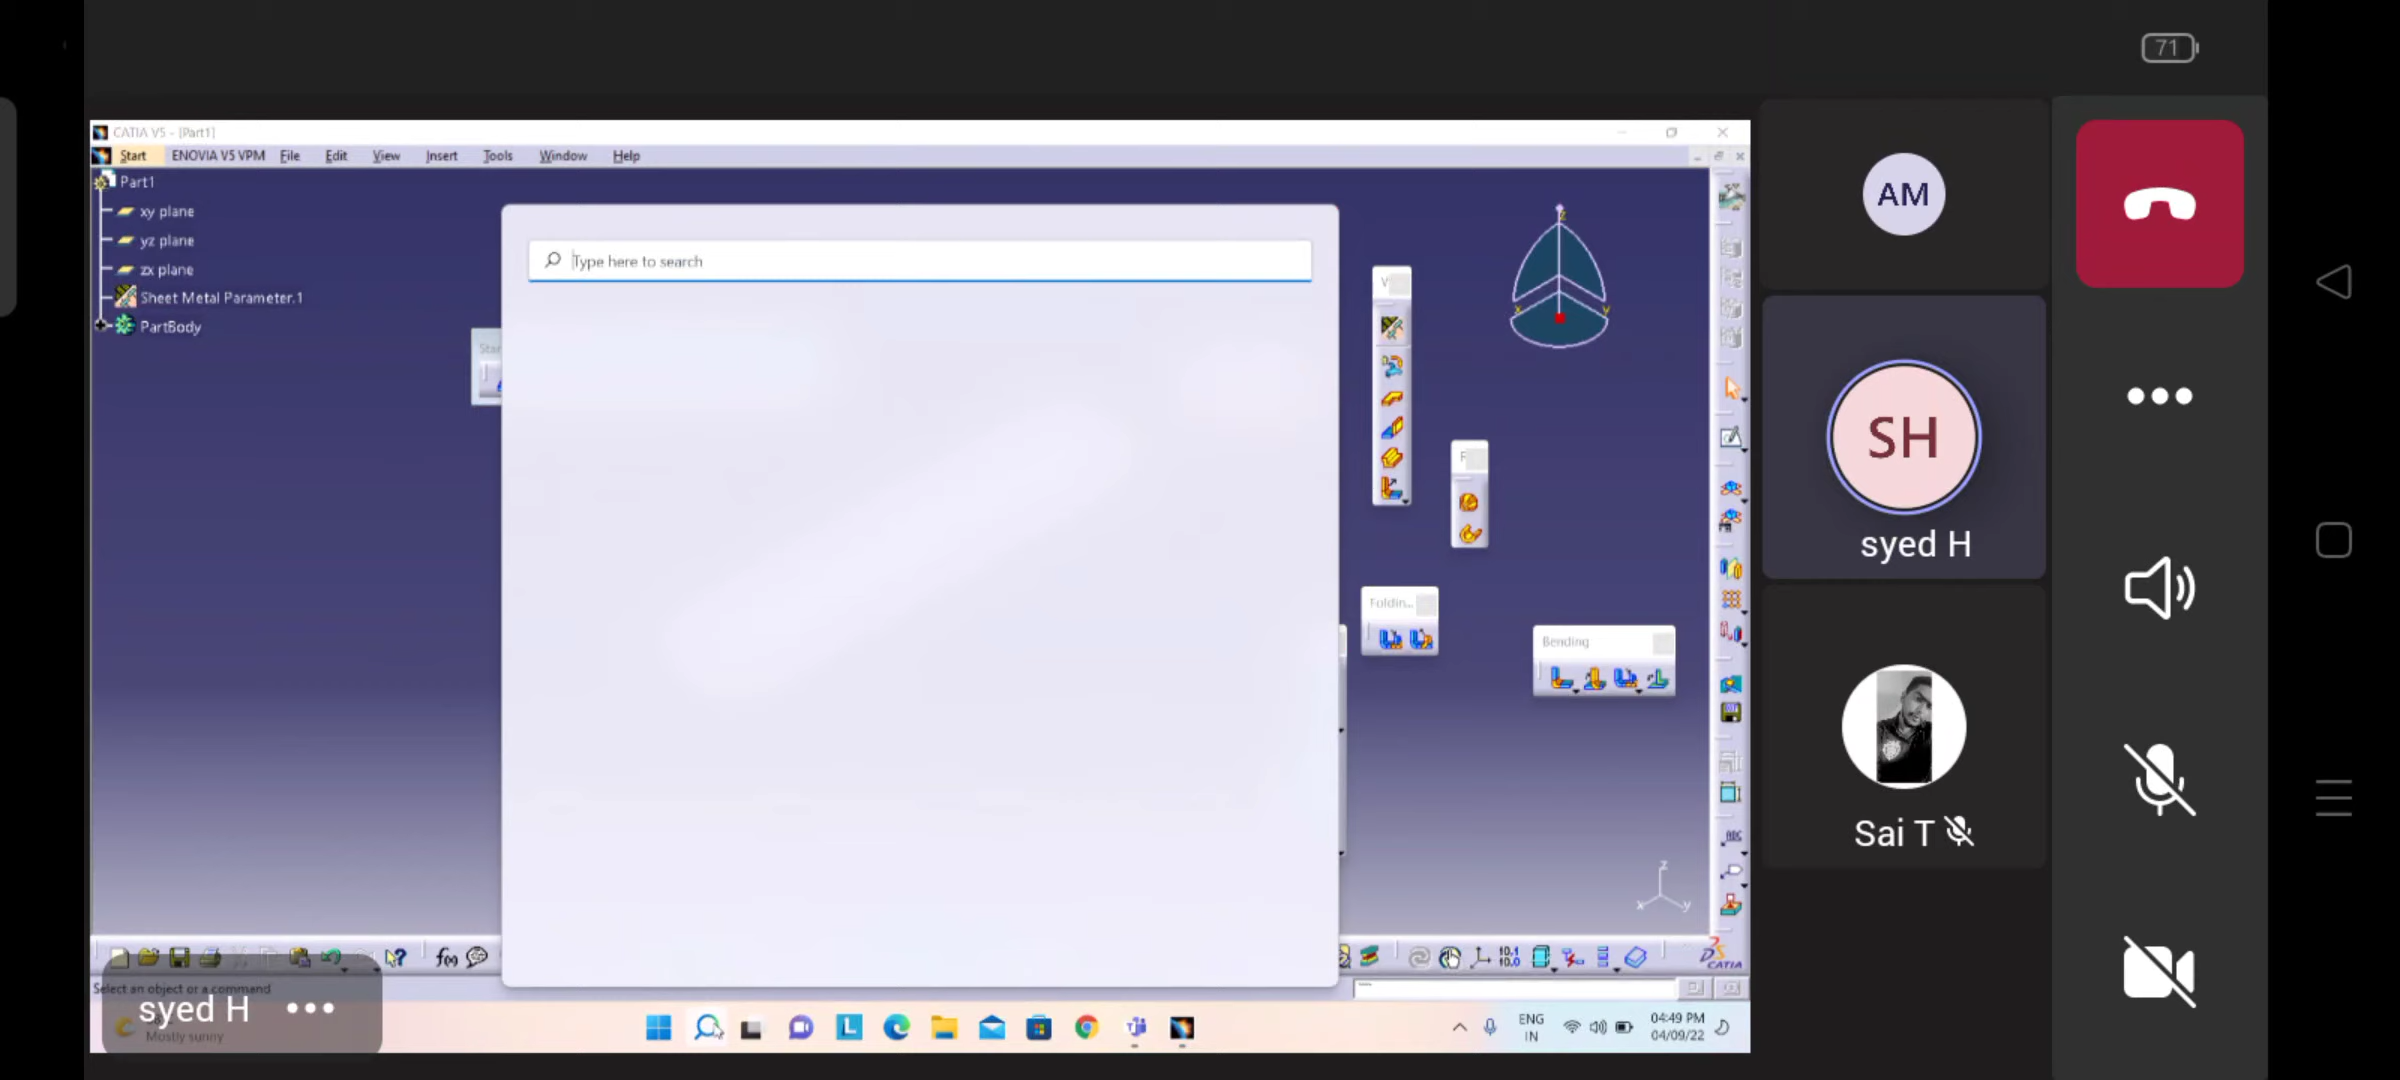 71
CATIA V5 - [Part1]
Start ENOVIA V5 VPM File Edit View Insert Tools Window Help
Part1
xy plane
yz plane
zx plane
Sheet Metal Parameter.1
PartBody
Type here to search
Foldin...
Bending
z
x y
AM
SH
syed H
Sai T
CATIA
Select an object or a command
syed H
Mostly sunny
ENG
IN
04:49 PM
04/09/22